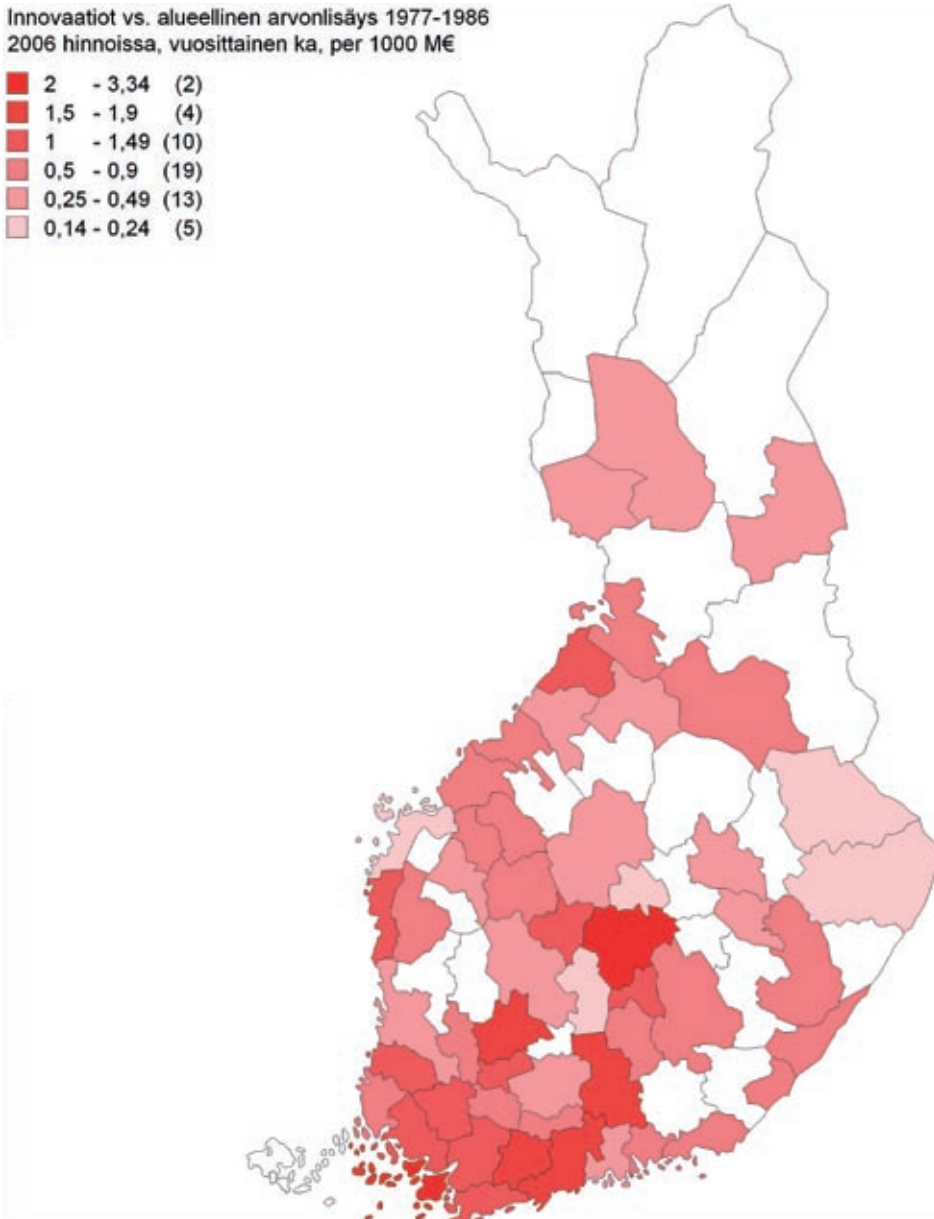 Innovaatiot vs. alueellinen arvonlisäys 1977-1986
2006 hinnoissa, vuosittainen ka, per 1000 M€
2 - 3,34 (2)
1,5 - 1,9 (4)
1 - 1,49 (10)
0,5 - 0,9 (19)
0,25 - 0,49 (13)
0,14 - 0,24 (5)